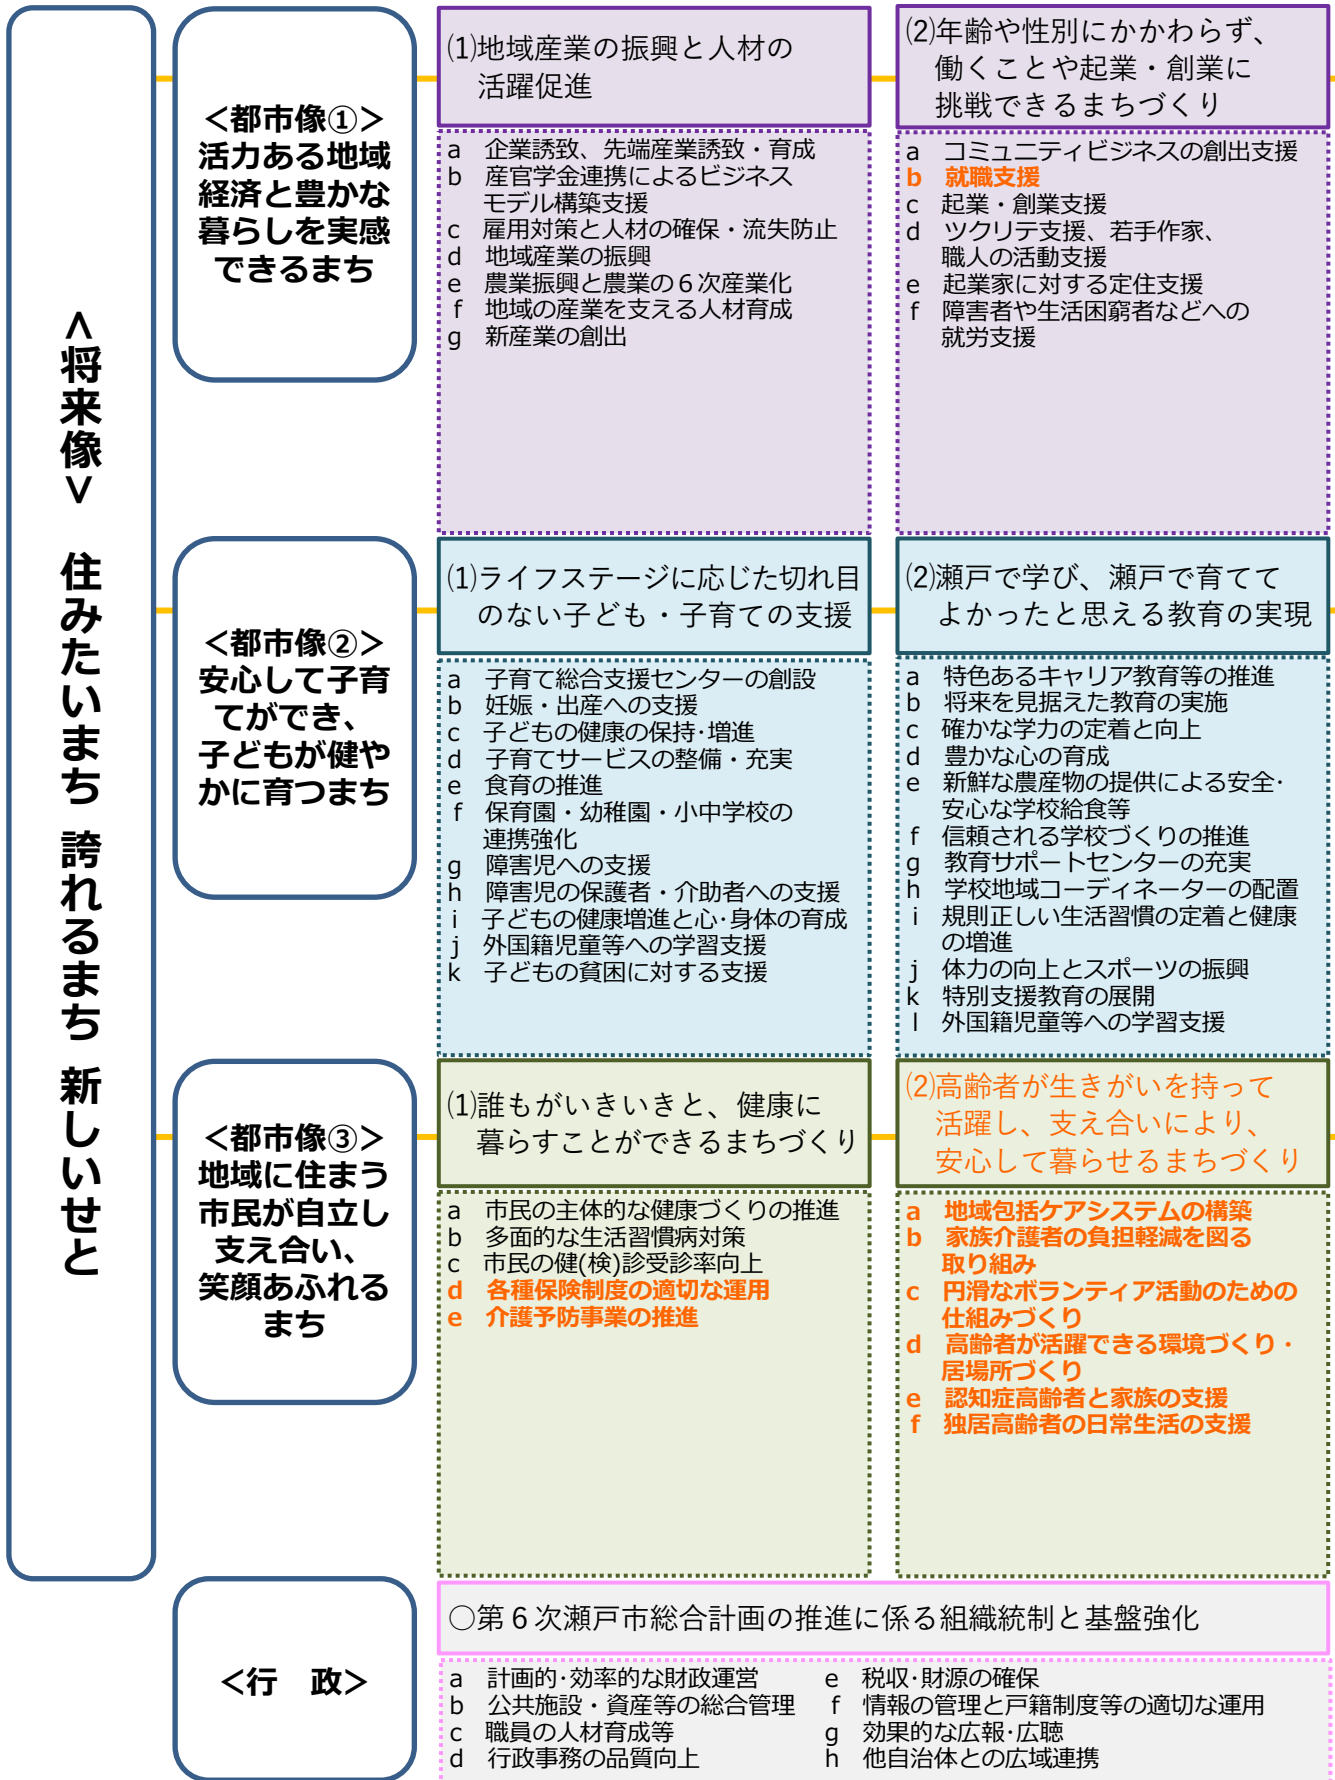 ＜将来像＞　住みたいまち 誇れるまち 新しいせと
＜都市像①＞
活力ある地域
経済と豊かな
暮らしを実感
できるまち
⑴地域産業の振興と人材の
活躍促進
a　企業誘致、先端産業誘致・育成
b　産官学金連携によるビジネス
モデル構築支援
c　雇用対策と人材の確保・流失防止
d　地域産業の振興
e　農業振興と農業の６次産業化
f　地域の産業を支える人材育成
g　新産業の創出
⑵年齢や性別にかかわらず、
働くことや起業・創業に
挑戦できるまちづくり
a　コミュニティビジネスの創出支援
b　就職支援
c　起業・創業支援
d　ツクリテ支援、若手作家、
職人の活動支援
e　起業家に対する定住支援
f　障害者や生活困窮者などへの
就労支援
＜都市像②＞
安心して子育
てができ、
子どもが健や
かに育つまち
⑴ライフステージに応じた切れ目
のない子ども・子育ての支援
a　子育て総合支援センターの創設
b　妊娠・出産への支援
c　子どもの健康の保持･増進
d　子育てサービスの整備・充実
e　食育の推進
f　保育園・幼稚園・小中学校の
連携強化
g　障害児への支援
h　障害児の保護者・介助者への支援
i　子どもの健康増進と心･身体の育成
j　外国籍児童等への学習支援
k　子どもの貧困に対する支援
⑵瀬戸で学び、瀬戸で育てて
よかったと思える教育の実現
a　特色あるキャリア教育等の推進
b　将来を見据えた教育の実施
c　確かな学力の定着と向上
d　豊かな心の育成
e　新鮮な農産物の提供による安全･
安心な学校給食等
f　信頼される学校づくりの推進
g　教育サポートセンターの充実
h　学校地域コーディネーターの配置
i　規則正しい生活習慣の定着と健康
の増進
j　体力の向上とスポーツの振興
k　特別支援教育の展開
l　外国籍児童等への学習支援
＜都市像③＞
地域に住まう
市民が自立し
支え合い、
笑顔あふれる
まち
⑴誰もがいきいきと、健康に
暮らすことができるまちづくり
a　市民の主体的な健康づくりの推進
b　多面的な生活習慣病対策
c　市民の健(検)診受診率向上
d　各種保険制度の適切な運用
e　介護予防事業の推進
⑵高齢者が生きがいを持って
活躍し、支え合いにより、
安心して暮らせるまちづくり
a　地域包括ケアシステムの構築
b　家族介護者の負担軽減を図る
取り組み
c　円滑なボランティア活動のための
仕組みづくり
d　高齢者が活躍できる環境づくり・
居場所づくり
e　認知症高齢者と家族の支援
f　独居高齢者の日常生活の支援
＜行　政＞
○第６次瀬戸市総合計画の推進に係る組織統制と基盤強化
a　計画的･効率的な財政運営
b　公共施設・資産等の総合管理
c　職員の人材育成等
d　行政事務の品質向上
e　税収･財源の確保
f　情報の管理と戸籍制度等の適切な運用
g　効果的な広報･広聴
h　他自治体との広域連携